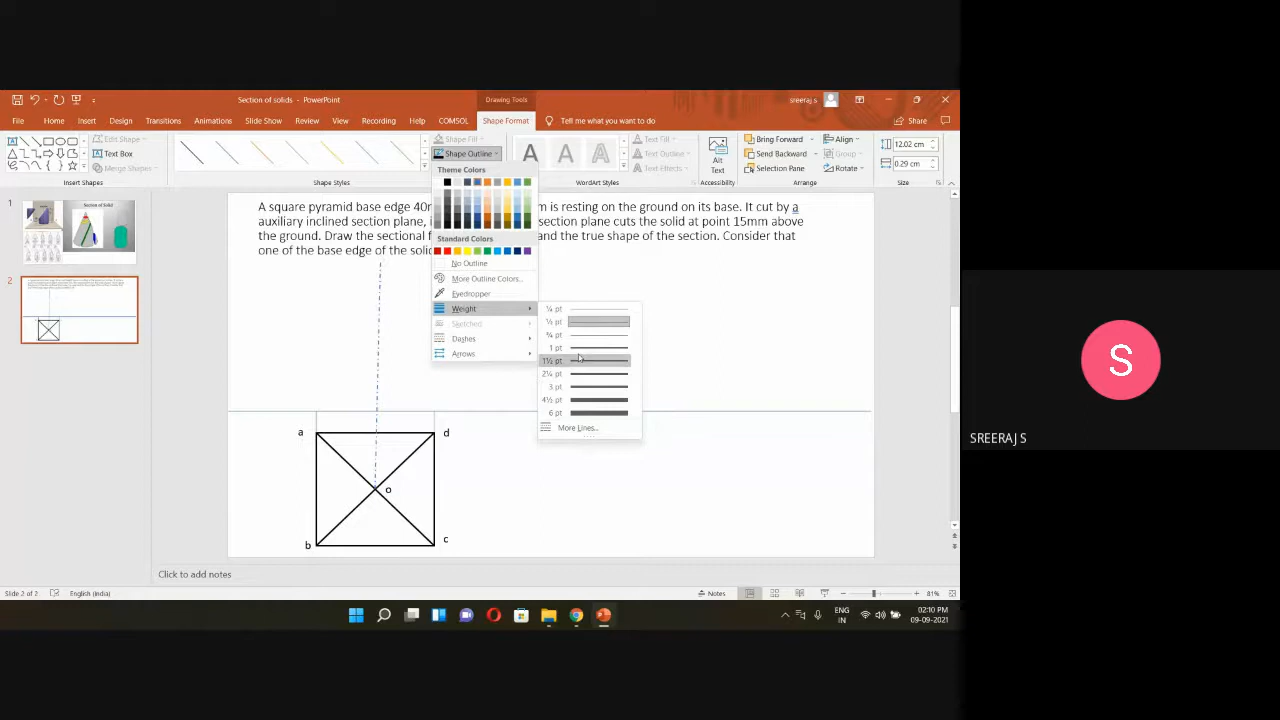 Section of solids - PowerPoint
Drawing Tools
sreeraj.s
File Home Insert Design Transitions Animations Slide Show Review View Recording Help COMSOL Shape Format Tell me what you want to do Share
Edit Shape
Text Box
Merge Shapes
Insert Shapes
Shape Styles
Shape Fill
Shape Outline
A A A
Text Fill
Text Outline
Text Effects
WordArt Styles
Alt
Text
Accessibility
Bring Forward
Send Backward
Selection Pane
Align
Group
Rotate
Arrange
12.02 cm
0.29 cm
Size
Theme Colors
Standard Colors
No Outline
More Outline Colors...
Eyedropper
Weight
Sketched
Dashes
Arrows
¼ pt
½ pt
¾ pt
1 pt
1½ pt
2¼ pt
3 pt
4½ pt
6 pt
More Lines...
1
Section of Solid
2
A square pyramid base edge 40m
m is resting on the ground on its base. It cut by a
auxiliary inclined section plane, i
section plane cuts the solid at point 15mm above
the ground. Draw the sectional f
and the true shape of the section. Consider that
one of the base edge of the solid
a
d
o
b
c
Click to add notes
Slide 2 of 2 English (India) Notes 81%
ENG
IN
02:10 PM
09-09-2021
S
SREERAJ S